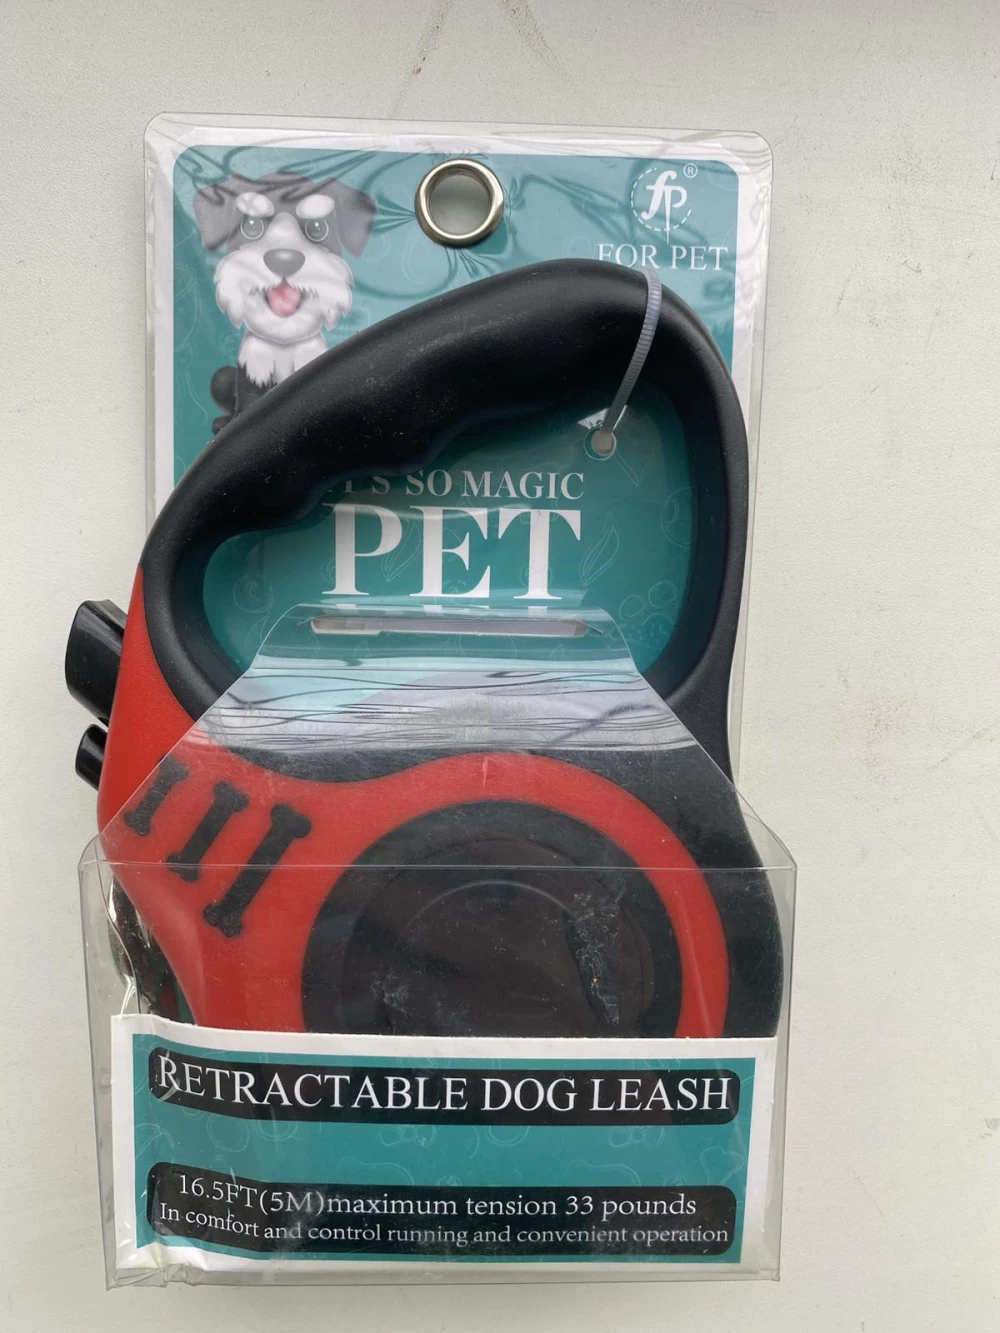 fp®
FOR PET
SO MAGIC
PET
RETRACTABLE DOG LEASH
16.5FT(5M)maximum tension 33 pounds
In comfort and control running and convenient operation